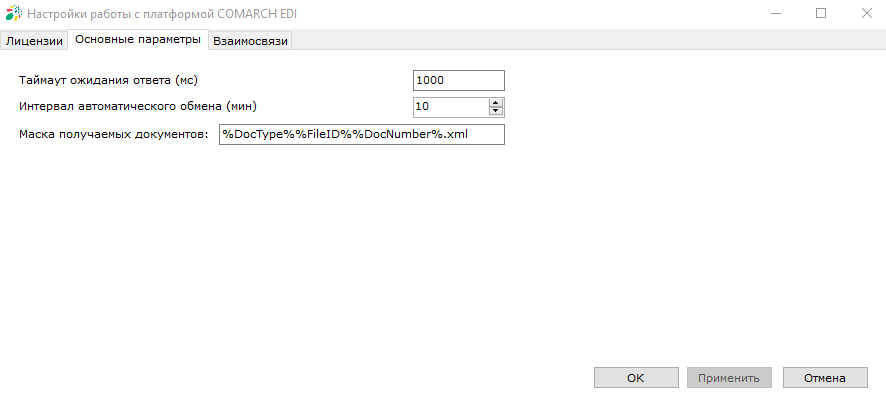 Настройки работы с платформой COMARCH EDI
Лицензии Основные параметры Взаимосвязи
Таймаут ожидания ответа (мс) 1000
Интервал автоматического обмена (мин) 10
Маска получаемых документов: %DocType%%FileID%%DocNumber%.xml
OK Применить Отмена